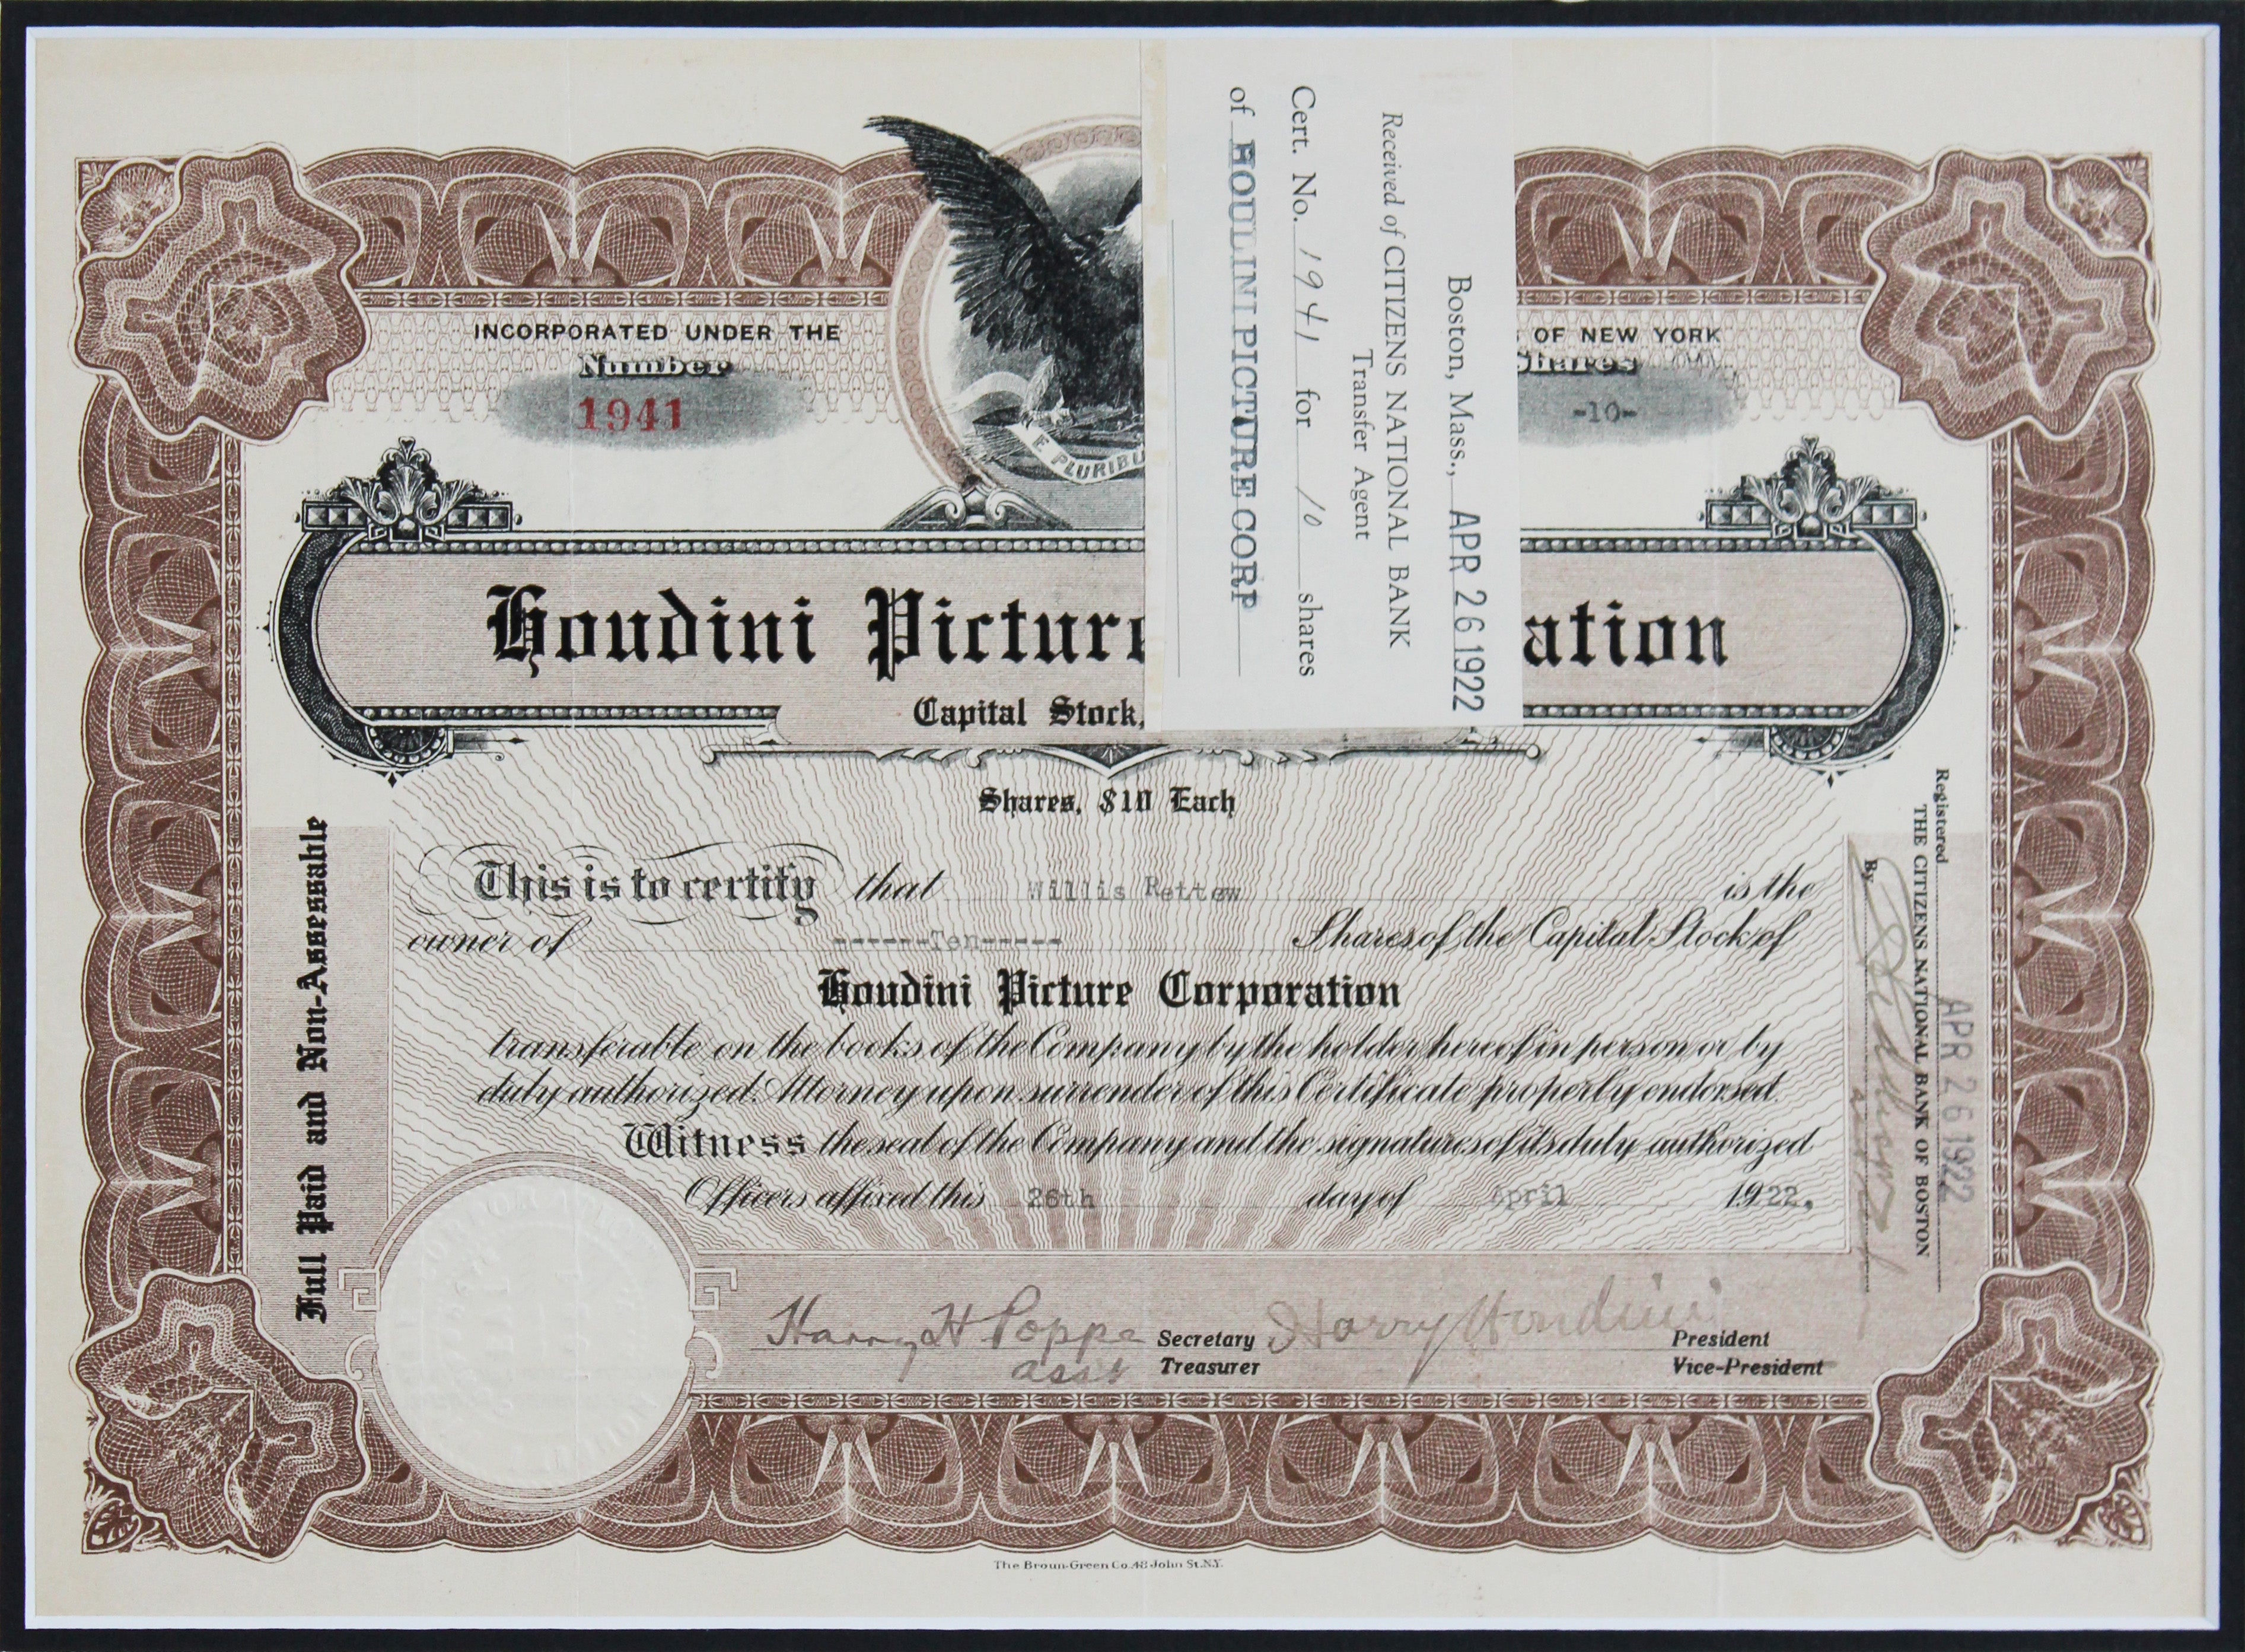 INCORPORATED UNDER THE
OF NEW YORK
Number
1941
Shares
-10-
E PLURIBU
Houdini Pictur
ation
Capital Stock,
Shares, $10 Each
Boston, Mass., APR 26 1922
Received of CITIZENS NATIONAL BANK
Transfer Agent
Cert. No. 1941 for 10 shares
of HOUDINI PICTURE CORP
This is to certify that Willis Rettew is the
owner of ------Ten----- Shares of the Capital Stock of
Houdini Picture Corporation
transferable on the books of the Company by the holder hereof in person or by
duly authorized Attorney upon surrender of this Certificate properly endorsed.
Witness the seal of the Company and the signatures of its duly authorized
Officers affixed this 26th day of April 1922.
Full Paid and Non-Assessable
Registered
APR 26 1922
THE CITIZENS NATIONAL BANK OF BOSTON
By
Harry H Poppe Secretary Harry Houdini President
asst Treasurer Vice-President
The Broun-Green Co. 48 John St. N.Y.